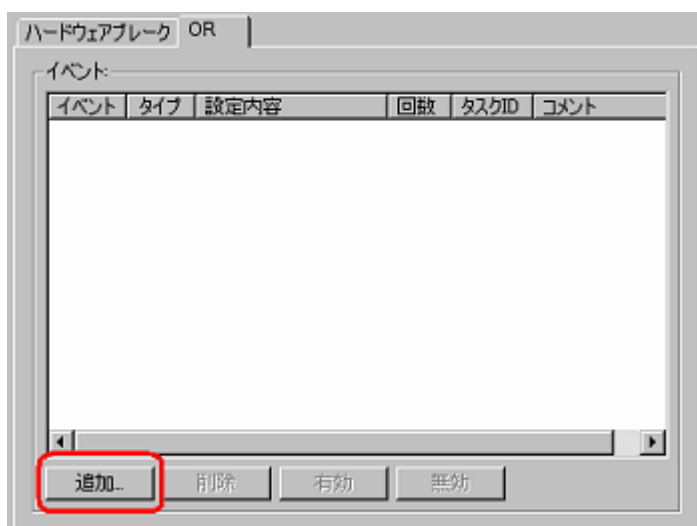 ハードウェアブレーク OR
イベント:
イベント タイプ 設定内容 回数 タスクID コメント
追加... 削除 有効 無効